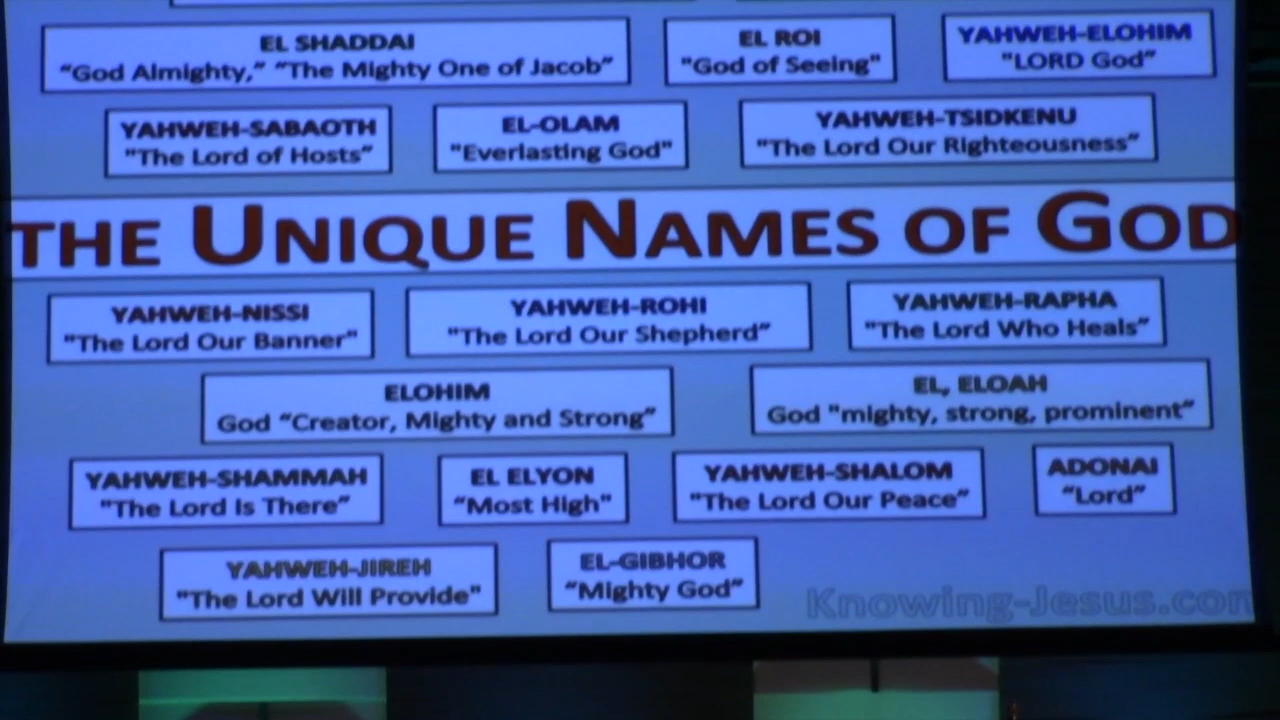 EL SHADDAI
“God Almighty,” “The Mighty One of Jacob”
EL ROI
"God of Seeing"
YAHWEH-ELOHIM
"LORD God”
YAHWEH-SABAOTH
"The Lord of Hosts”
EL-OLAM
"Everlasting God"
YAHWEH-TSIDKENU
"The Lord Our Righteousness”
THE UNIQUE NAMES OF GOD
YAHWEH-NISSI
"The Lord Our Banner"
YAHWEH-ROHI
"The Lord Our Shepherd”
YAHWEH-RAPHA
"The Lord Who Heals”
ELOHIM
God “Creator, Mighty and Strong”
EL, ELOAH
God "mighty, strong, prominent”
YAHWEH-SHAMMAH
"The Lord Is There”
EL ELYON
“Most High"
YAHWEH-SHALOM
"The Lord Our Peace”
ADONAI
“Lord”
YAHWEH-JIREH
"The Lord Will Provide"
EL-GIBHOR
“Mighty God”
Knowing-Jesus.com